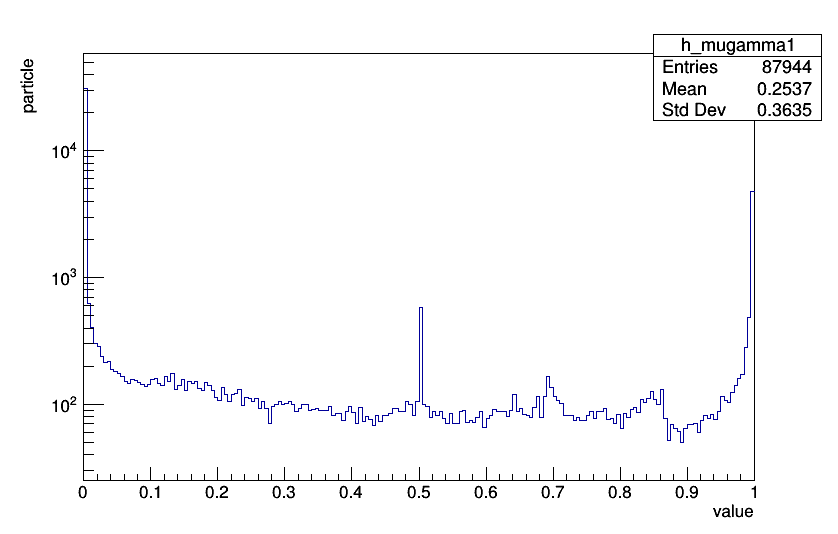 h_mugamma1
Entries 87944
Mean 0.2537
Std Dev 0.3635
particle
10^4
10^3
10^2
0 0.1 0.2 0.3 0.4 0.5 0.6 0.7 0.8 0.9 1
value